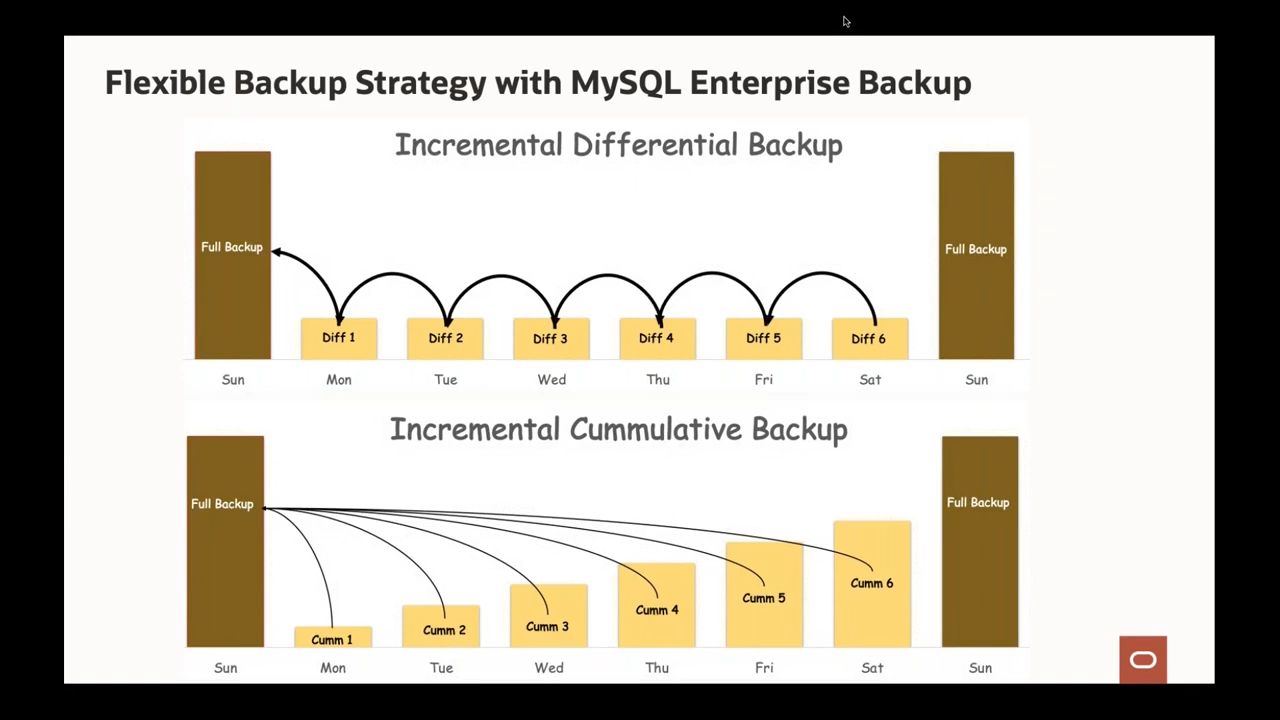 Flexible Backup Strategy with MySQL Enterprise Backup
Incremental Differential Backup
Full Backup
Full Backup
Diff 1
Diff 2
Diff 3
Diff 4
Diff 5
Diff 6
Sun
Mon
Tue
Wed
Thu
Fri
Sat
Sun
Incremental Cummulative Backup
Full Backup
Full Backup
Cumm 1
Cumm 2
Cumm 3
Cumm 4
Cumm 5
Cumm 6
Sun
Mon
Tue
Wed
Thu
Fri
Sat
Sun